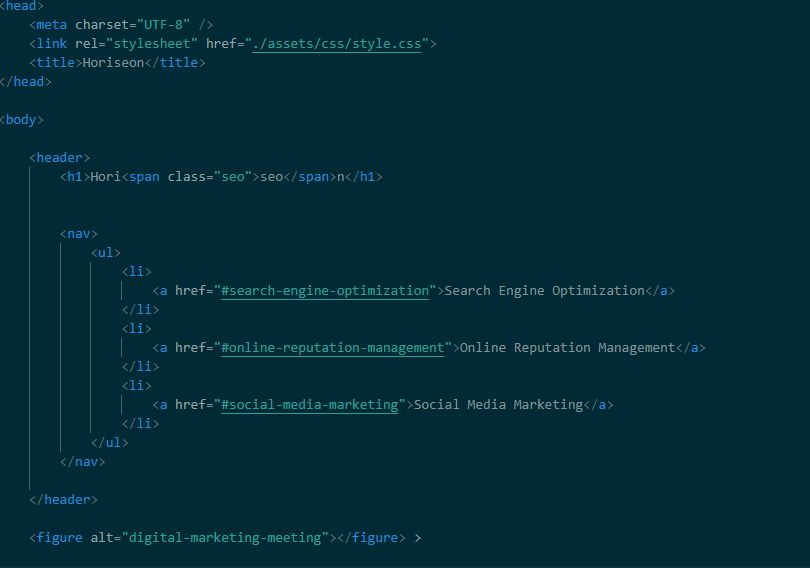 <head>
    <meta charset="UTF-8" />
    <link rel="stylesheet" href="./assets/css/style.css">
    <title>Horiseon</title>
</head>
<body>
    <header>
        <h1>Hori<span class="seo">seo</span>n</h1>
        <nav>
            <ul>
                <li>
                    <a href="#search-engine-optimization">Search Engine Optimization</a>
                </li>
                <li>
                    <a href="#online-reputation-management">Online Reputation Management</a>
                </li>
                <li>
                    <a href="#social-media-marketing">Social Media Marketing</a>
                </li>
            </ul>
        </nav>
    </header>
    <figure alt="digital-marketing-meeting"></figure> >